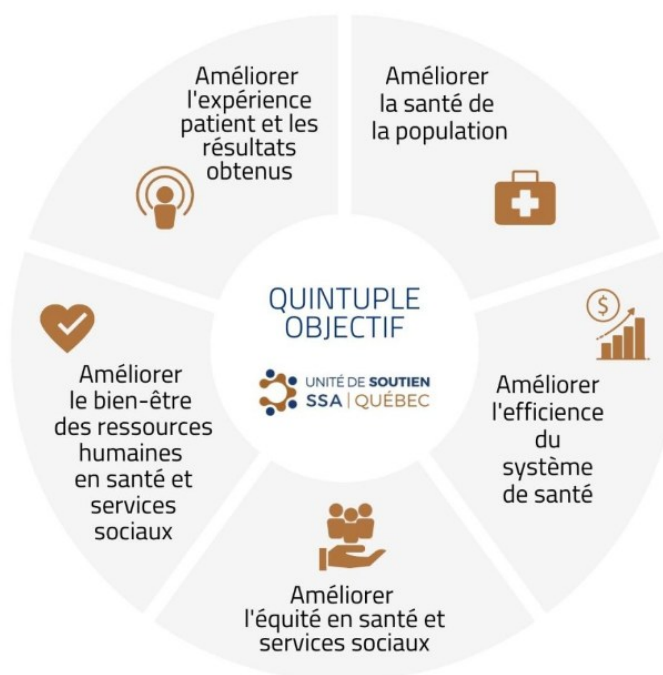 Améliorer
l'expérience
patient et les
résultats
obtenus
Améliorer
la santé de
la population
$
Améliorer
l'efficience
du
système
de santé
Améliorer
l'équité en santé et
services sociaux
Améliorer
le bien-être
des ressources
humaines
en santé et
services
sociaux
QUINTUPLE
OBJECTIF
UNITÉ DE SOUTIEN
SSA | QUÉBEC